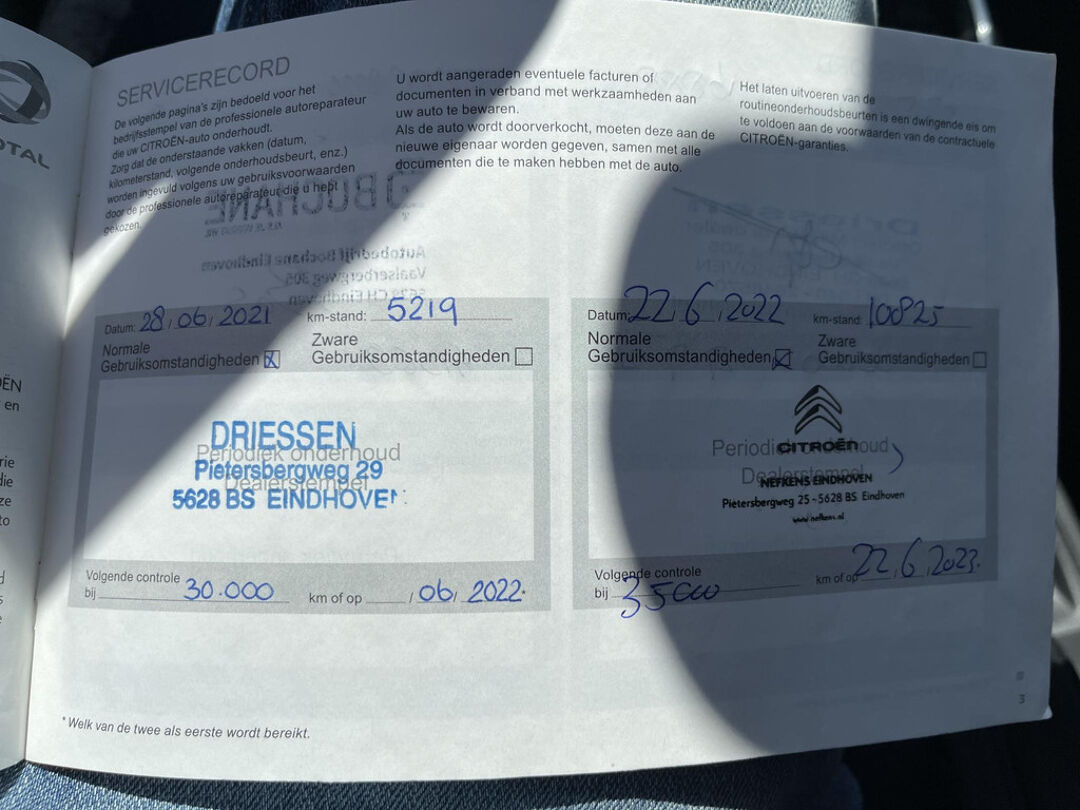 TOTAL
SERVICERECORD
De volgende pagina's zijn bedoeld voor het
bedrijfsstempel van de professionele autoreparateur
die uw CITROËN-auto onderhoudt.
Zorg dat de onderstaande vakken (datum,
kilometerstand, volgende onderhoudsbeurt, enz.)
worden ingevuld volgens uw gebruiksvoorwaarden
door de professionele autoreparateur die u hept
gekozen.
U wordt aangeraden eventuele facturen of
documenten in verband met werkzaamheden aan
uw auto te bewaren.
Als de auto wordt doorverkocht, moeten deze aan de
nieuwe eigenaar worden gegeven, samen met alle
documenten die te maken hebben met de auto.
Het laten uitvoeren van de
routineonderhoudsbeurten is een dwingende eis om
te voldoen aan de voorwaarden van de contractuele
CITROËN-garanties.
Datum: 28 / 06 / 2021 km-stand: 5219
Normale
Gebruiksomstandigheden
Zware
Gebruiksomstandigheden
Periodiek onderhoud
Dealerstempel
DRIESSEN
Pietersbergweg 29
5628 BS EINDHOVEN
Volgende controle
bij 30.000 km of op / 06 / 2022*
Datum: 22 / 6 / 2022 km-stand: 10825
Normale
Gebruiksomstandigheden
Zware
Gebruiksomstandigheden
Periodiek onderhoud
Dealerstempel
CITROËN
NEFKENS EINDHOVEN
Pietersbergweg 25 - 5628 BS Eindhoven
www.nefkens.nl
Volgende controle
bij 35000 km of op 22 / 6 / 2023.
* Welk van de twee als eerste wordt bereikt.
3